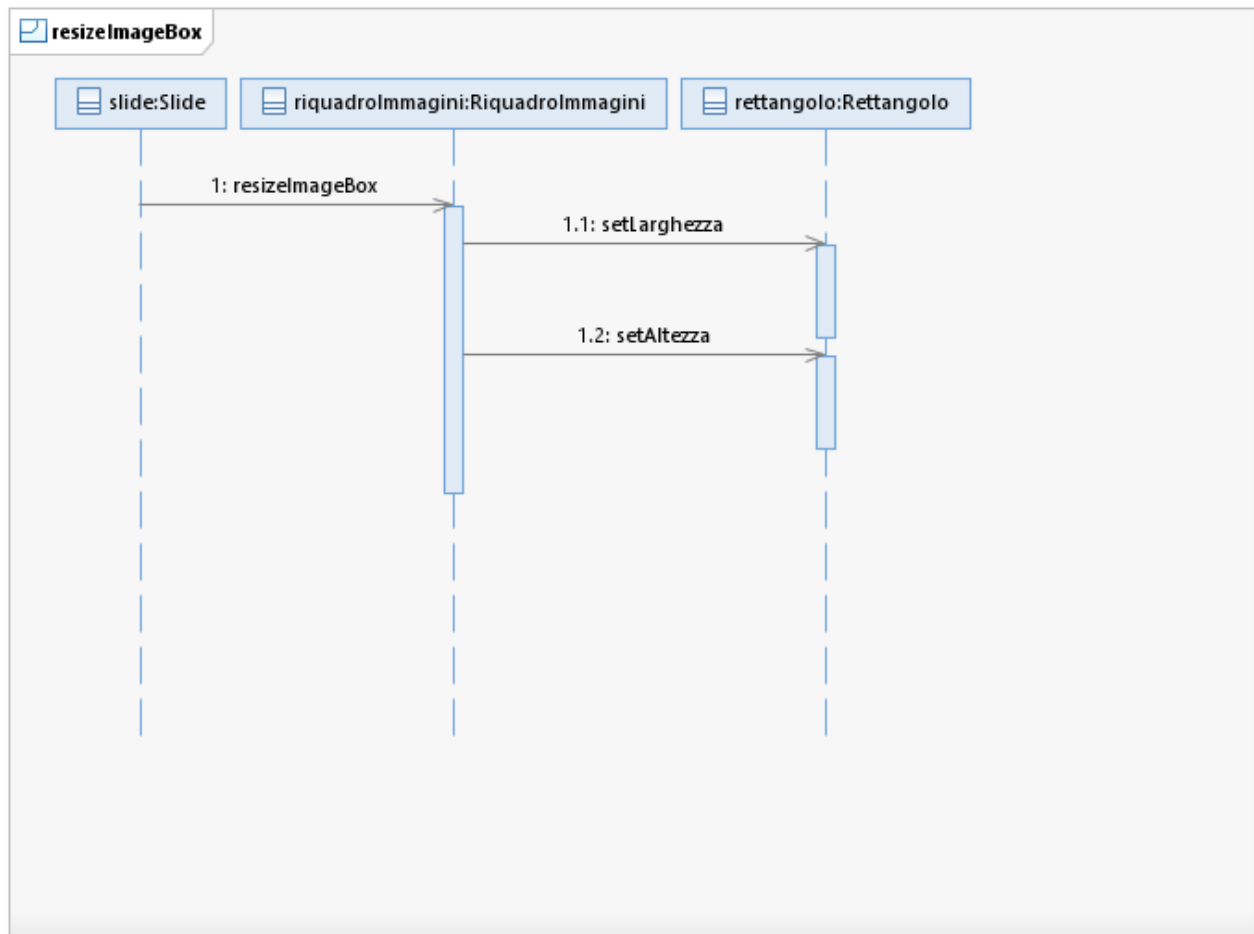 resizeImageBox
slide:Slide
riquadroImmagini:RiquadroImmagini
rettangolo:Rettangolo
1: resizeImageBox
1.1: setLarghezza
1.2: setAltezza